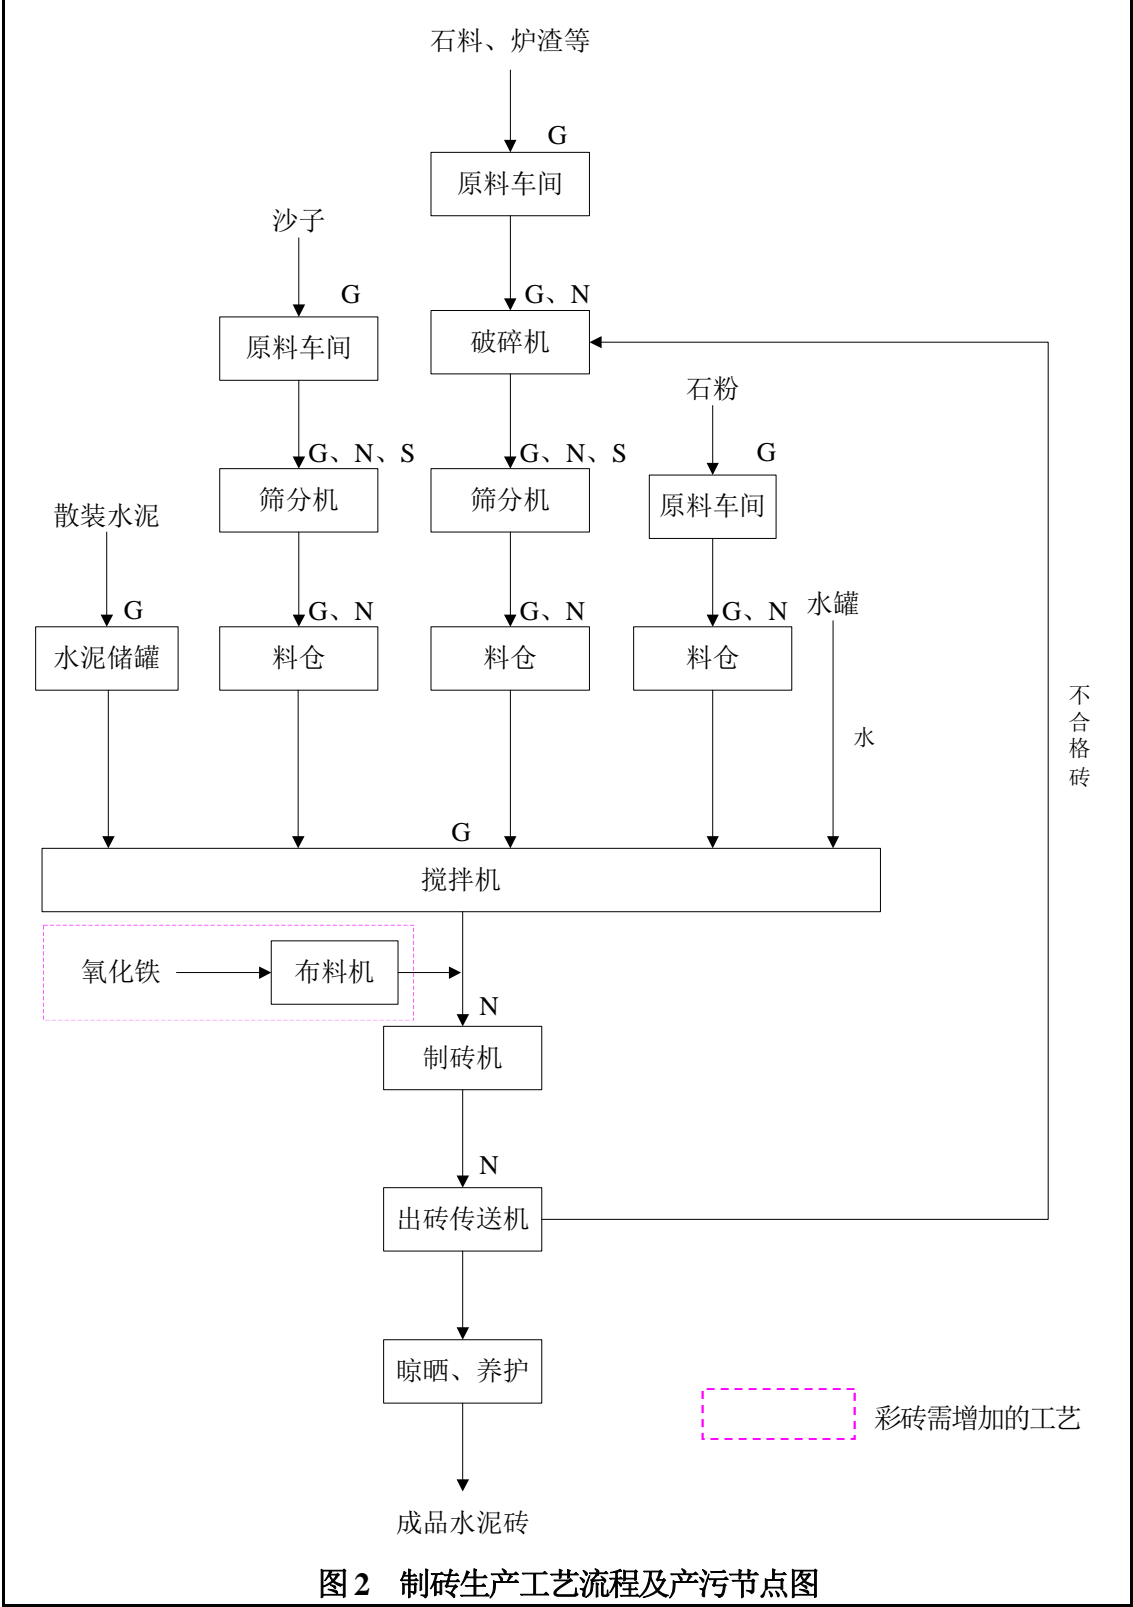 石料、炉渣等
G
原料车间
沙子
G
G、N
原料车间
破碎机
石粉
G、N、S
G、N、S
G
散装水泥
筛分机
筛分机
原料车间
G
G、N
G、N
G、N
水罐
水泥储罐
料仓
料仓
料仓
水
不合格砖
G
搅拌机
氧化铁
布料机
N
制砖机
N
出砖传送机
晾晒、养护
彩砖需增加的工艺
成品水泥砖
图 2 制砖生产工艺流程及产污节点图